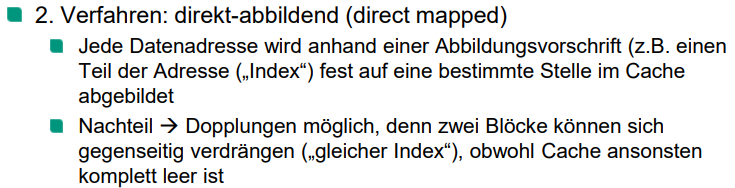 2. Verfahren: direkt-abbildend (direct mapped)
Jede Datenadresse wird anhand einer Abbildungsvorschrift (z.B. einen
Teil der Adresse („Index“) fest auf eine bestimmte Stelle im Cache
abgebildet
Nachteil → Dopplungen möglich, denn zwei Blöcke können sich
gegenseitig verdrängen („gleicher Index“), obwohl Cache ansonsten
komplett leer ist